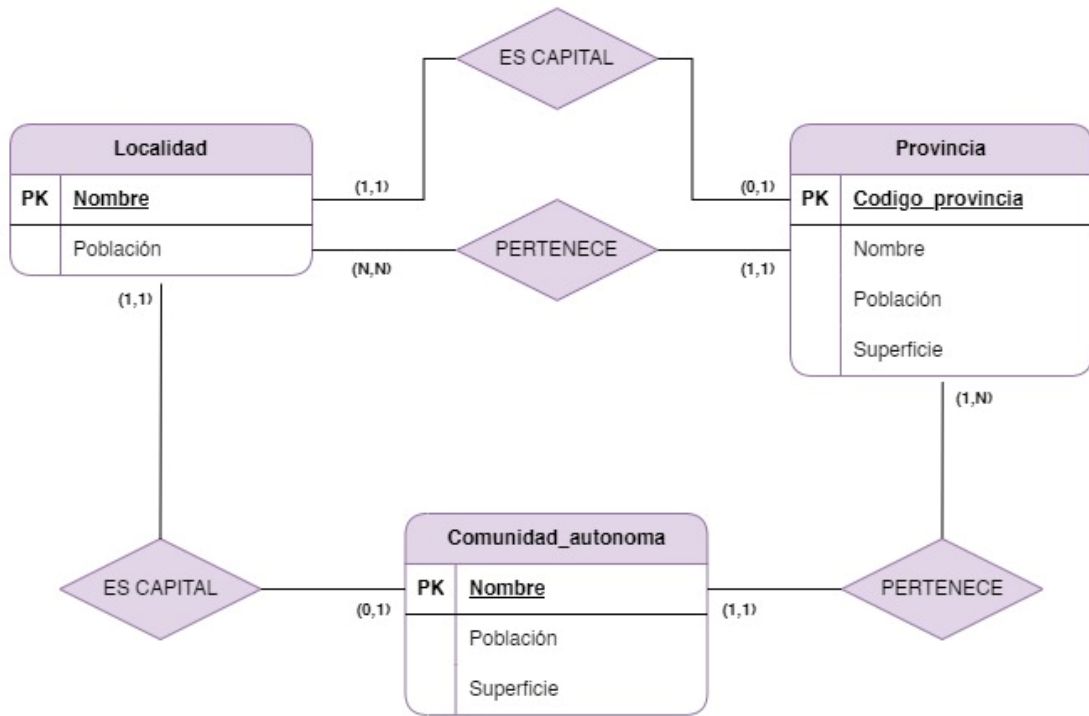 ES CAPITAL
Localidad
PK Nombre
Población
(1,1)
(0,1)
Provincia
PK Codigo_provincia
Nombre
Población
Superficie
PERTENECE
(N,N)
(1,1)
(1,1)
(1,N)
Comunidad_autonoma
PK Nombre
Población
Superficie
ES CAPITAL
(0,1)
(1,1)
PERTENECE